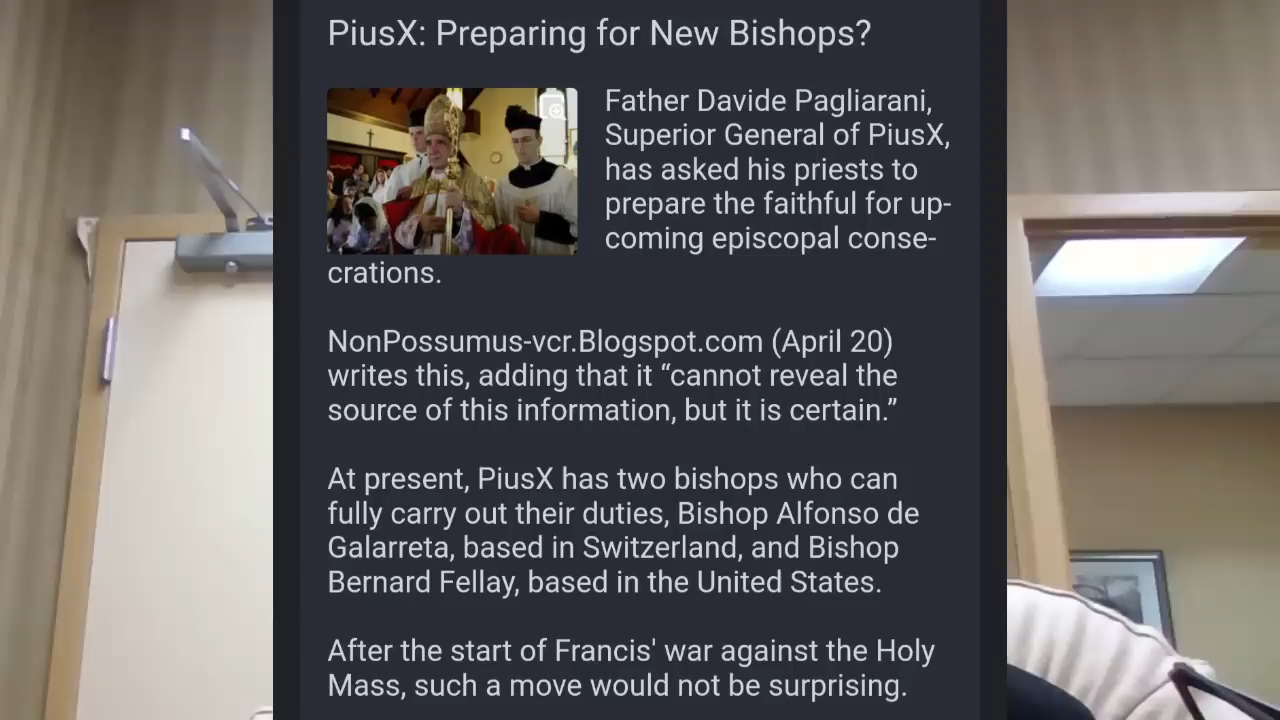 PiusX: Preparing for New Bishops?
Father Davide Pagliarani,
Superior General of PiusX,
has asked his priests to
prepare the faithful for up-
coming episcopal conse-
crations.
NonPossumus-vcr.Blogspot.com (April 20)
writes this, adding that it “cannot reveal the
source of this information, but it is certain.”
At present, PiusX has two bishops who can
fully carry out their duties, Bishop Alfonso de
Galarreta, based in Switzerland, and Bishop
Bernard Fellay, based in the United States.
After the start of Francis' war against the Holy
Mass, such a move would not be surprising.